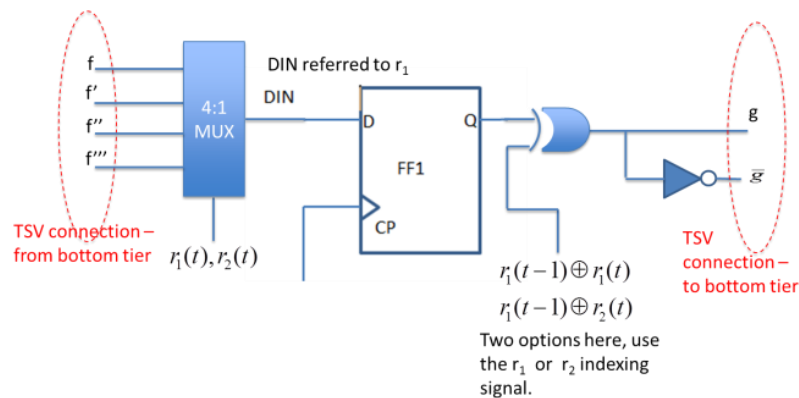 f
f'
f''
f'''
4:1
MUX
DIN referred to r₁
DIN
D
Q
FF1
CP
g
g̅
TSV connection –
from bottom tier
r₁(t), r₂(t)
r₁(t−1)⊕r₁(t)
r₁(t−1)⊕r₂(t)
Two options here, use
the r₁ or r₂ indexing
signal.
TSV
connection –
to bottom tier